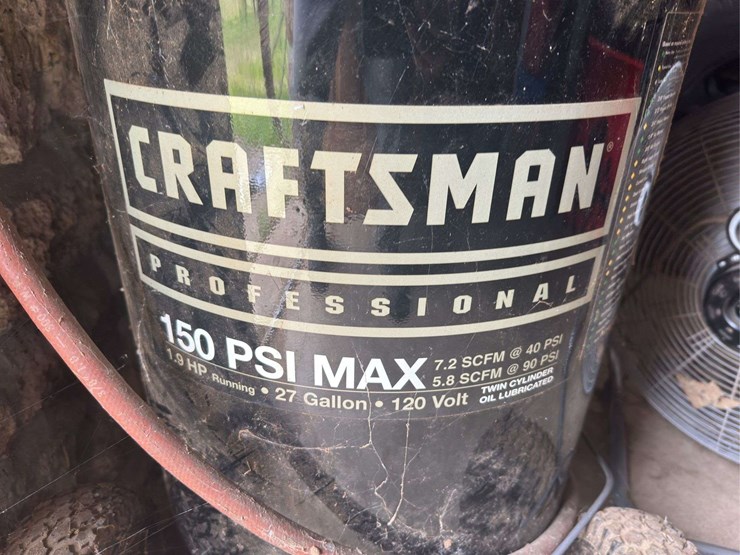 CRAFTSMAN®
PROFESSIONAL
150 PSI MAX
7.2 SCFM @ 40 PSI
5.8 SCFM @ 90 PSI
1.9 HP Running • 27 Gallon • 120 Volt
TWIN CYLINDER
OIL LUBRICATED